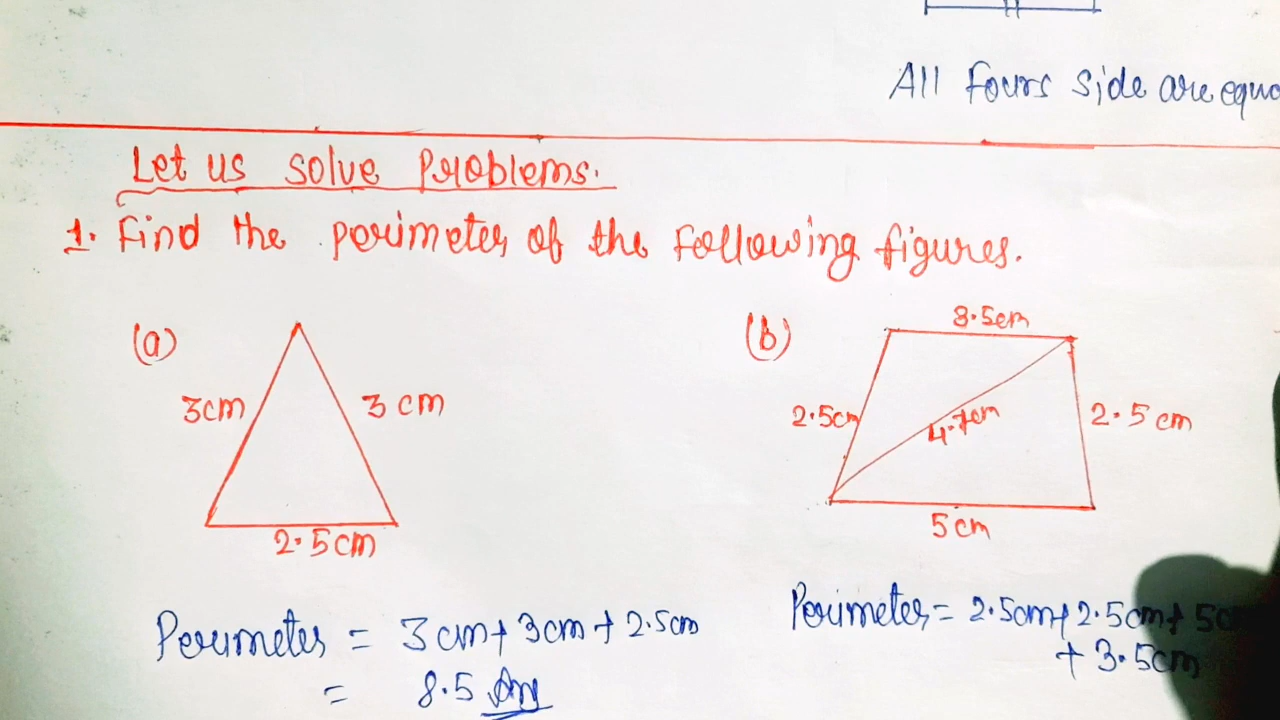 All fours side are equa
Let us solve Problems.
1. Find the perimeter of the following figures.
(a)
(b)
3.5cm
3cm
3 cm
2.5cm
4.7cm
2.5 cm
2.5cm
5cm
Perimeter = 3cm+ 3cm + 2.5cm
= 8.5 Ans
Perimeter = 2.5cm+ 2.5cm+ 5c
+ 3.5cm